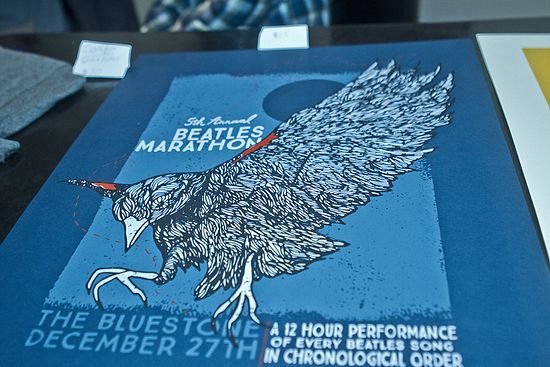 5th Annual
BEATLES
MARATHON
THE BLUESTONE
DECEMBER 27TH
A 12 HOUR PERFORMANCE
OF EVERY BEATLES SONG
IN CHRONOLOGICAL ORDER